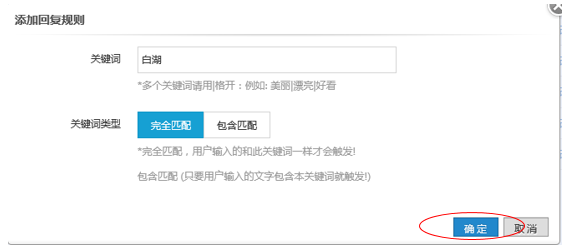 添加回复规则
关键词 白湖
*多个关键词请用|格开：例如: 美丽|漂亮|好看
关键词类型 完全匹配 包含匹配
*完全匹配，用户输入的和此关键词一样才会触发!
包含匹配 (只要用户输入的文字包含本关键词就触发!)
确定 取消